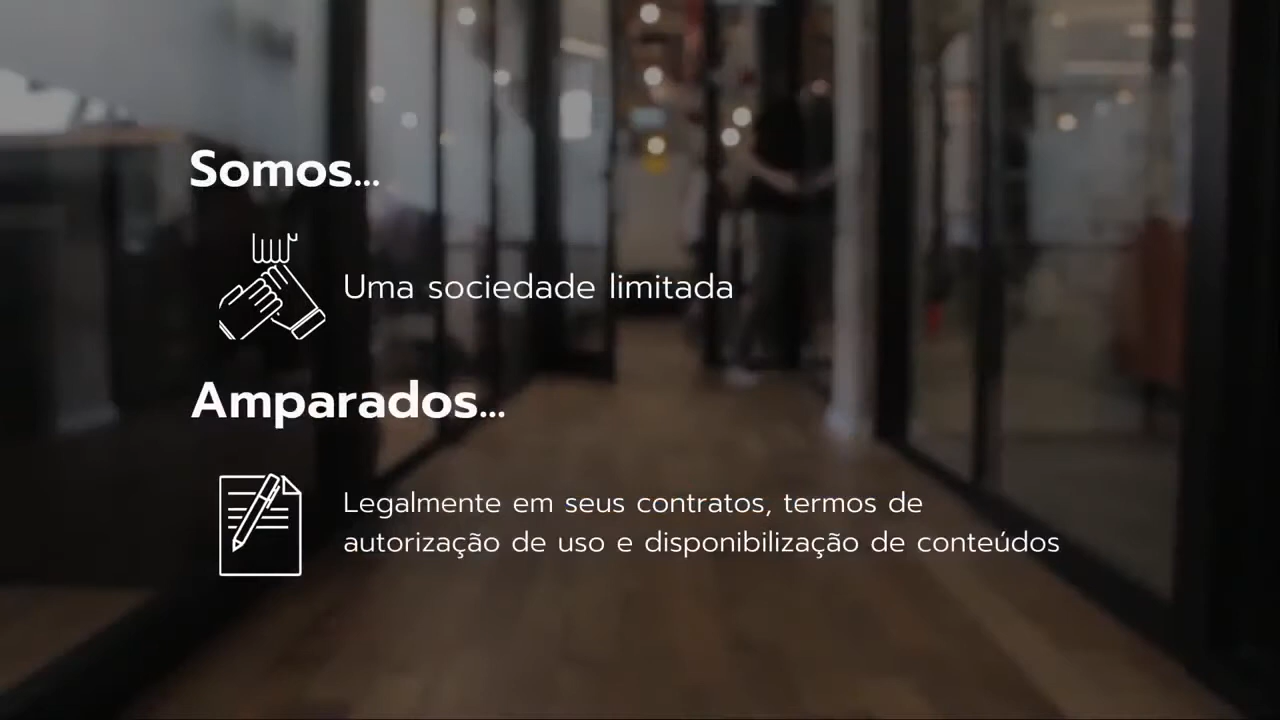 Somos...
Uma sociedade limitada
Amparados...
Legalmente em seus contratos, termos de
autorização de uso e disponibilização de conteúdos